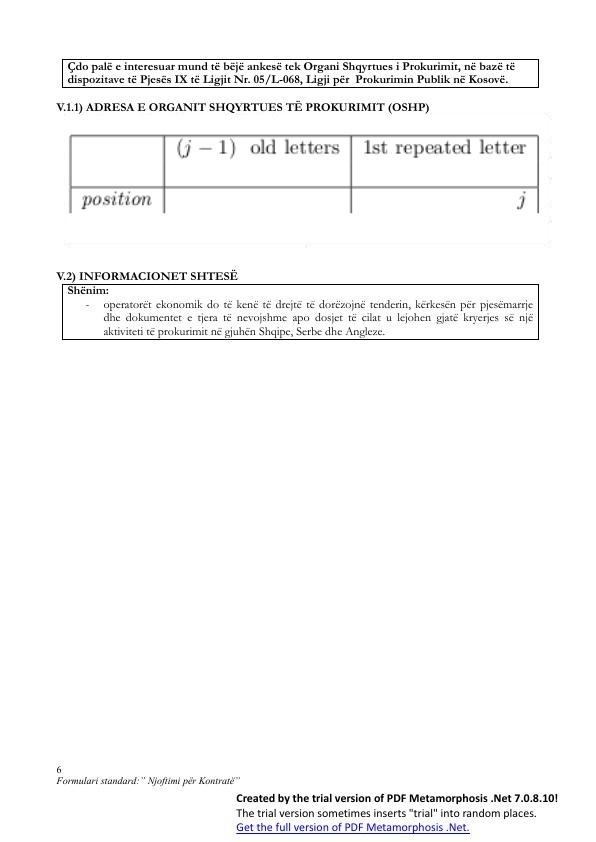 Çdo palë e interesuar mund të bëjë ankesë tek Organi Shqyrtues i Prokurimit, në bazë të
dispozitave të Pjesës IX të Ligjit Nr. 05/L-068, Ligji për Prokurimin Publik në Kosovë.
V.1.1) ADRESA E ORGANIT SHQYRTUES TË PROKURIMIT (OSHP)
(j − 1) old letters 1st repeated letter
position j
V.2) INFORMACIONET SHTESË
Shënim:
- operatorët ekonomik do të kenë të drejtë të dorëzojnë tenderin, kërkesën për pjesëmarrje
dhe dokumentet e tjera të nevojshme apo dosjet të cilat u lejohen gjatë kryerjes së një
aktiviteti të prokurimit në gjuhën Shqipe, Serbe dhe Angleze.
6
Formulari standard:” Njoftimi për Kontratë”
Created by the trial version of PDF Metamorphosis .Net 7.0.8.10!
The trial version sometimes inserts "trial" into random places.
Get the full version of PDF Metamorphosis .Net.